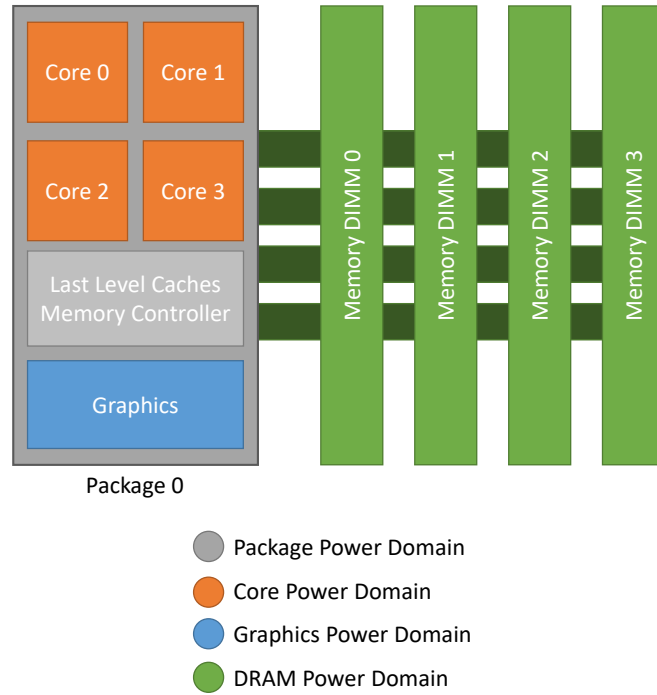 Core 0
Core 1
Core 2
Core 3
Last Level Caches
Memory Controller
Graphics
Package 0
Memory DIMM 0
Memory DIMM 1
Memory DIMM 2
Memory DIMM 3
Package Power Domain
Core Power Domain
Graphics Power Domain
DRAM Power Domain